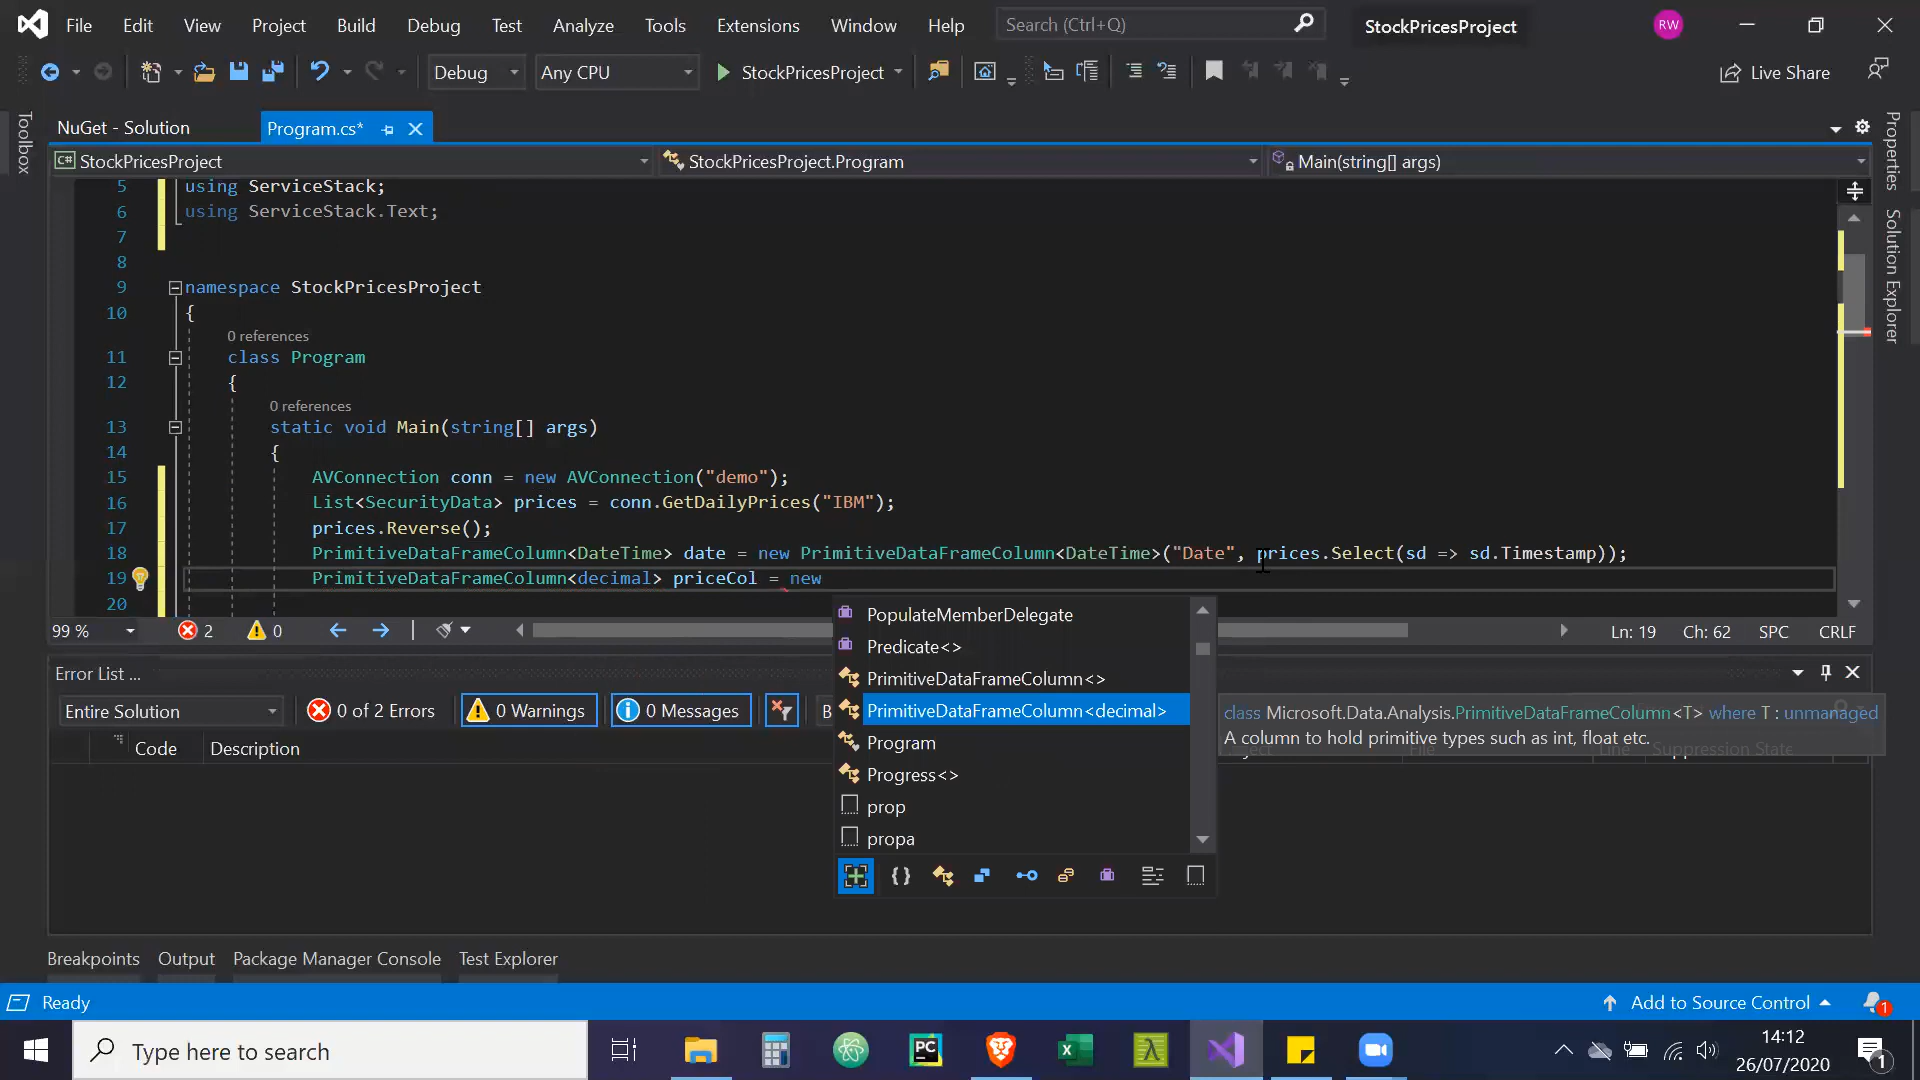 File Edit View Project Build Debug Test Analyze Tools Extensions Window Help Search (Ctrl+Q) StockPricesProject RW
Debug Any CPU StockPricesProject Live Share
Toolbox
NuGet - Solution Program.cs*
StockPricesProject StockPricesProject.Program Main(string[] args)
Properties
Solution Explorer
5 using ServiceStack;
6 using ServiceStack.Text;
7
8
9 namespace StockPricesProject
10 {
0 references
11 class Program
12 {
0 references
13 static void Main(string[] args)
14 {
15 AVConnection conn = new AVConnection("demo");
16 List<SecurityData> prices = conn.GetDailyPrices("IBM");
17 prices.Reverse();
18 PrimitiveDataFrameColumn<DateTime> date = new PrimitiveDataFrameColumn<DateTime>("Date", prices.Select(sd => sd.Timestamp));
19 PrimitiveDataFrameColumn<decimal> priceCol = new
20
99 % 2 0 Ln: 19 Ch: 62 SPC CRLF
PopulateMemberDelegate
Predicate<>
PrimitiveDataFrameColumn<>
PrimitiveDataFrameColumn<decimal>
Program
Progress<>
prop
propa
class Microsoft.Data.Analysis.PrimitiveDataFrameColumn<T> where T : unmanaged
A column to hold primitive types such as int, float etc.
Error List ...
Entire Solution 0 of 2 Errors 0 Warnings 0 Messages B
Code Description Line Suppression State
Breakpoints Output Package Manager Console Test Explorer
Ready Add to Source Control 1
Type here to search
PC
14:12
26/07/2020
1